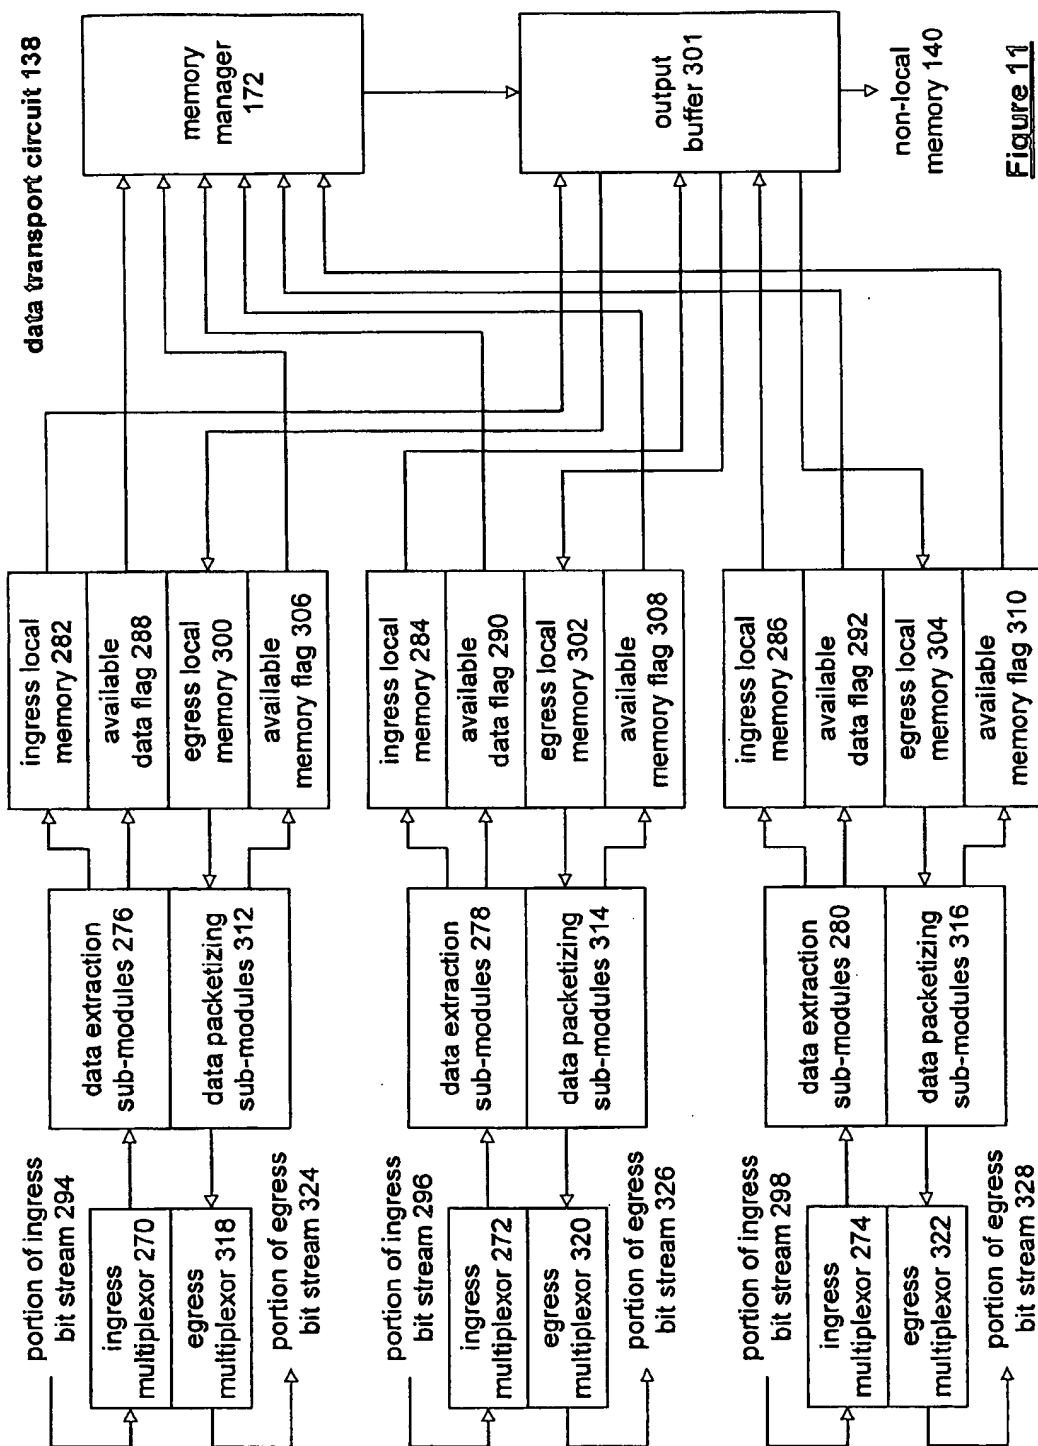 data transport circuit 138
portion of ingress
bit stream 294
ingress
multiplexor 270
egress
multiplexor 318
portion of egress
bit stream 324
data extraction
sub-modules 276
data packetizing
sub-modules 312
ingress local
memory 282
available
data flag 288
egress local
memory 300
available
memory flag 306
portion of ingress
bit stream 296
ingress
multiplexor 272
egress
multiplexor 320
portion of egress
bit stream 326
data extraction
sub-modules 278
data packetizing
sub-modules 314
ingress local
memory 284
available
data flag 290
egress local
memory 302
available
memory flag 308
portion of ingress
bit stream 298
ingress
multiplexor 274
egress
multiplexor 322
portion of egress
bit stream 328
data extraction
sub-modules 280
data packetizing
sub-modules 316
ingress local
memory 286
available
data flag 292
egress local
memory 304
available
memory flag 310
memory
manager
172
output
buffer 301
non-local
memory 140
Figure 11